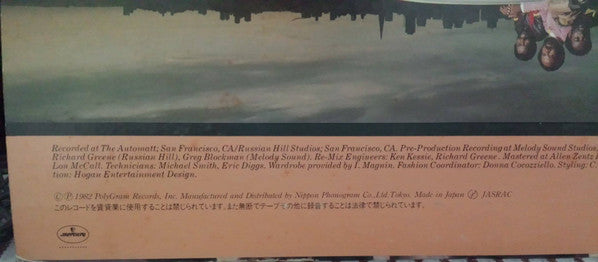 Recorded at The Automatt; San Francisco, CA/Russian Hill Studios; San Francisco, CA. Pre-Production Recording at Melody Sound Studios,
Richard Greene (Russian Hill), Greg Blockman (Melody Sound). Re-Mix Engineers: Ken Kessie, Richard Greene. Mastered at Allen Zentz
Lon McCall. Technicians: Michael Smith, Eric Diggs. Wardrobe provided by I. Magnin. Fashion Coordinator: Donna Cocozziello. Styling: C.
tion: Hogan Entertainment Design.
Ⓒ Ⓟ 1982 PolyGram Records, Inc. Manufactured and Distributed by Nippon Phonogram Co., Ltd. Tokyo. Made in Japan JASRAC
このレコードを賃貸業に使用することは禁じられています。また無断でテープその他に録音することは法律で禁じられています。
mercury